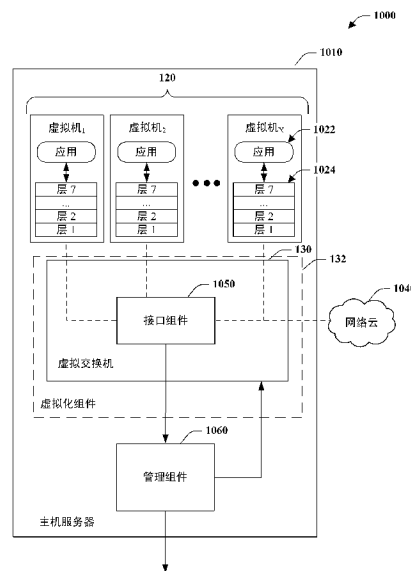 1000
1010
120
虚拟机1 虚拟机2 虚拟机N
应用 应用 应用
1022
1024
层 7 层 7 层 7
... ... ...
层 2 层 2 层 2
层 1 层 1 层 1
130
132
1050
1040
接口组件
网络云
虚拟交换机
虚拟化组件
1060
管理组件
主机服务器